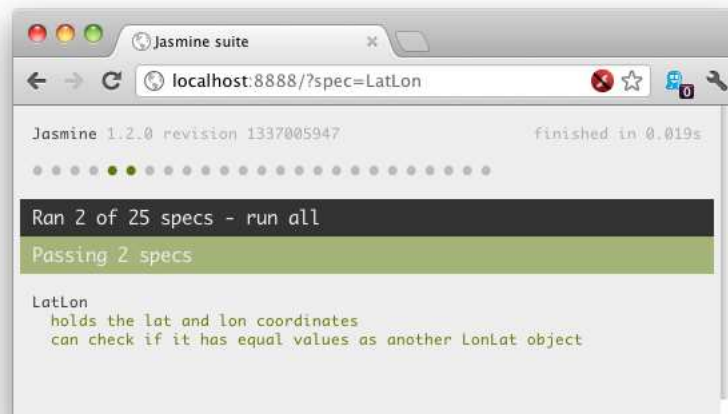 Jasmine suite
localhost:8888/?spec=LatLon
0
Jasmine 1.2.0 revision 1337005947 finished in 0.019s
Ran 2 of 25 specs - run all
Passing 2 specs
LatLon
holds the lat and lon coordinates
can check if it has equal values as another LonLat object